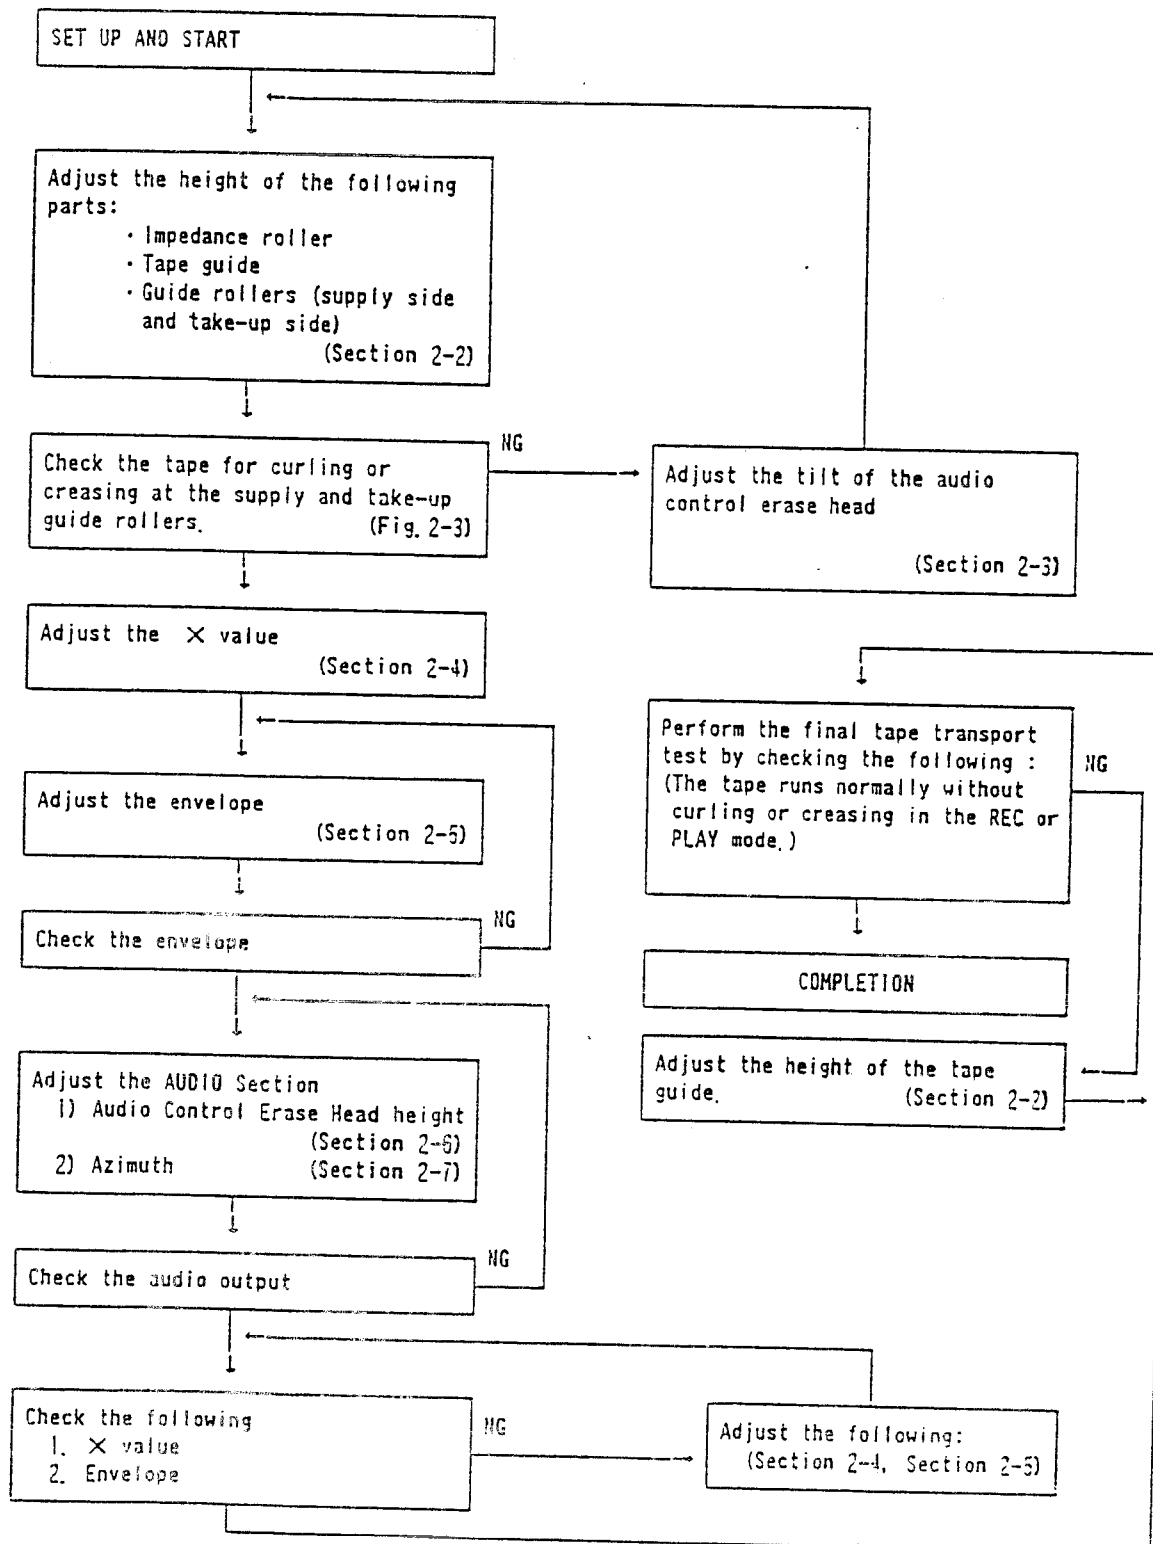 SET UP AND START
Adjust the height of the following
parts:
· Impedance roller
· Tape guide
· Guide rollers (supply side
and take-up side)
(Section 2-2)
Check the tape for curling or
creasing at the supply and take-up
guide rollers. (Fig. 2-3)
NG
Adjust the tilt of the audio
control erase head
(Section 2-3)
Adjust the × value
(Section 2-4)
Adjust the envelope
(Section 2-5)
Check the envelope
NG
Adjust the AUDIO Section
1) Audio Control Erase Head height
(Section 2-6)
2) Azimuth (Section 2-7)
Check the audio output
NG
Check the following
1. × value
2. Envelope
NG
Adjust the following:
(Section 2-4, Section 2-5)
Perform the final tape transport
test by checking the following :
(The tape runs normally without
curling or creasing in the REC or
PLAY mode.)
NG
COMPLETION
Adjust the height of the tape
guide. (Section 2-2)